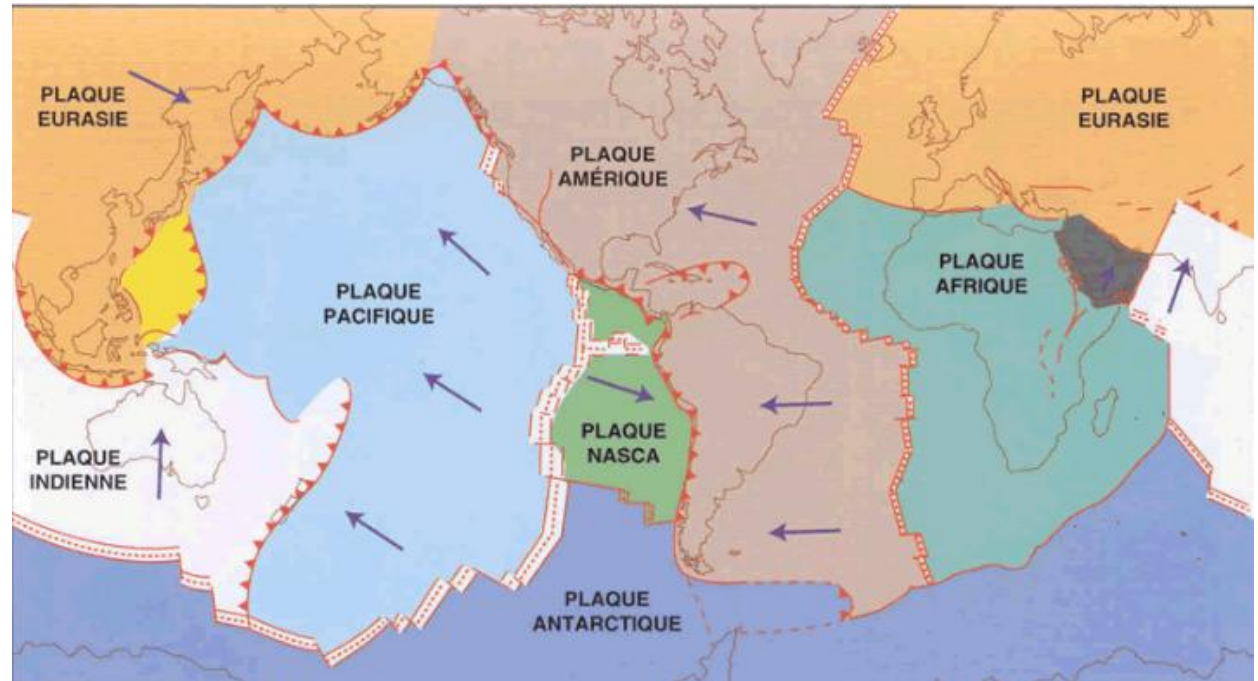 PLAQUE
EURASIE
PLAQUE
EURASIE
PLAQUE
AMÉRIQUE
PLAQUE
AFRIQUE
PLAQUE
PACIFIQUE
PLAQUE
NASCA
PLAQUE
INDIENNE
PLAQUE
ANTARCTIQUE